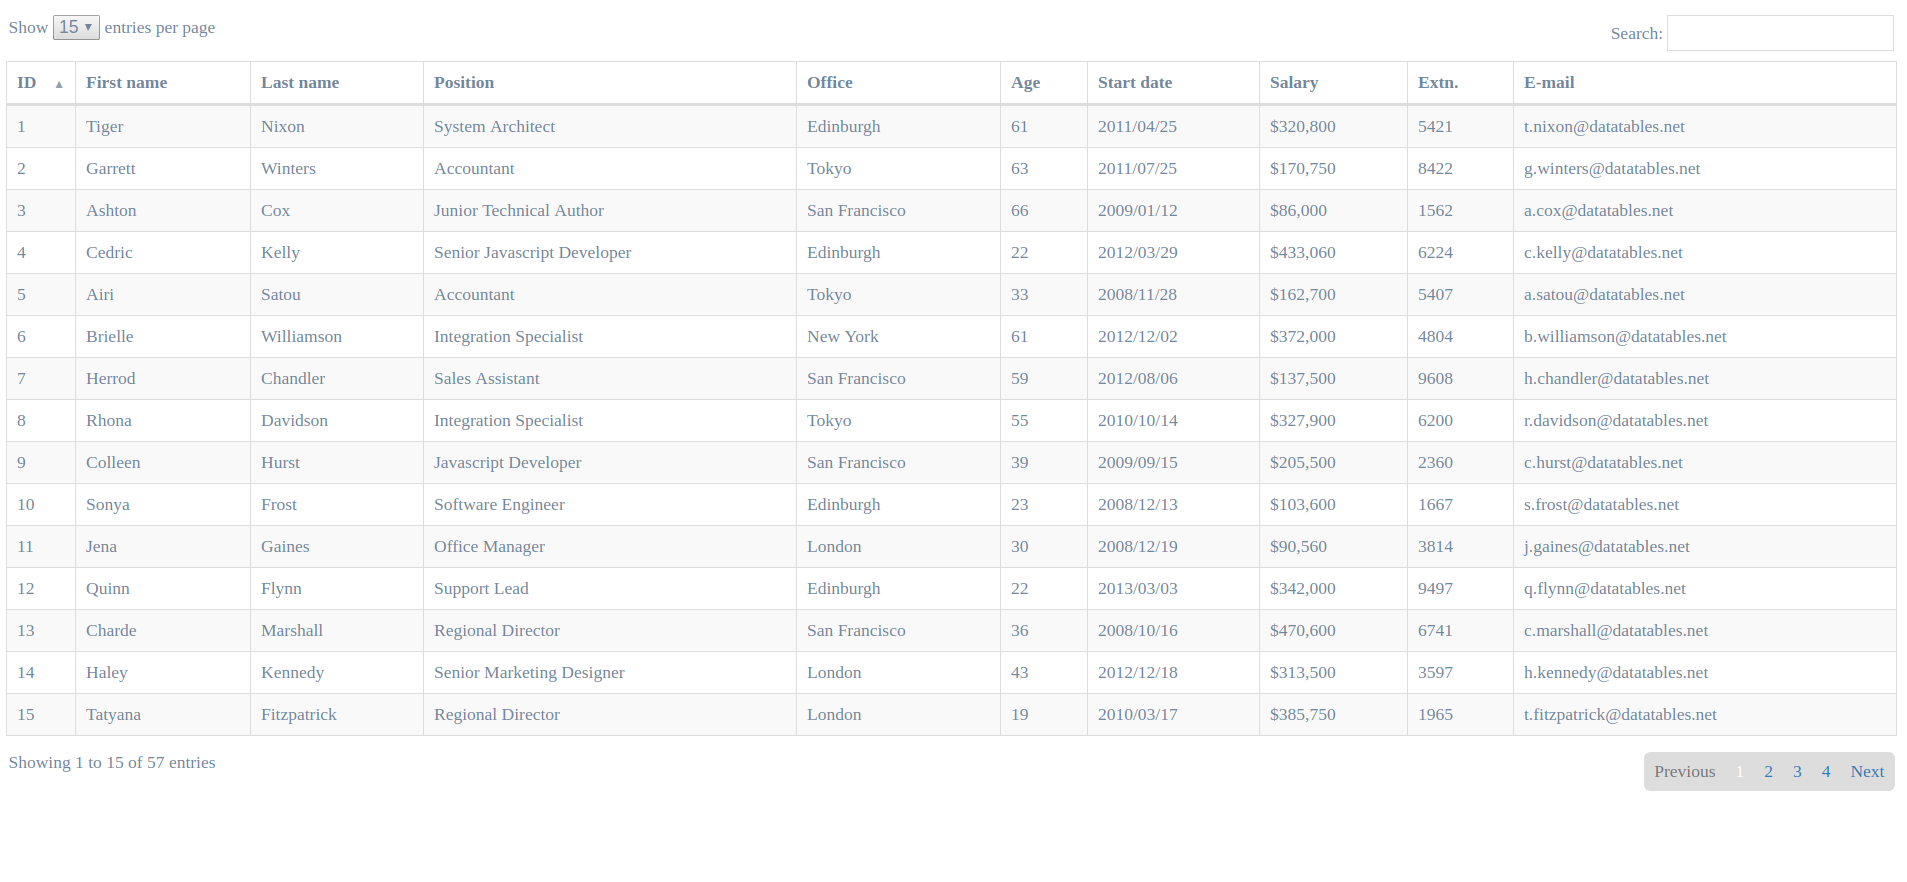 Show 15 ▼ entries per page Search:
ID ▲ First name Last name Position Office Age Start date Salary Extn. E-mail
1 Tiger Nixon System Architect Edinburgh 61 2011/04/25 $320,800 5421 t.nixon@datatables.net
2 Garrett Winters Accountant Tokyo 63 2011/07/25 $170,750 8422 g.winters@datatables.net
3 Ashton Cox Junior Technical Author San Francisco 66 2009/01/12 $86,000 1562 a.cox@datatables.net
4 Cedric Kelly Senior Javascript Developer Edinburgh 22 2012/03/29 $433,060 6224 c.kelly@datatables.net
5 Airi Satou Accountant Tokyo 33 2008/11/28 $162,700 5407 a.satou@datatables.net
6 Brielle Williamson Integration Specialist New York 61 2012/12/02 $372,000 4804 b.williamson@datatables.net
7 Herrod Chandler Sales Assistant San Francisco 59 2012/08/06 $137,500 9608 h.chandler@datatables.net
8 Rhona Davidson Integration Specialist Tokyo 55 2010/10/14 $327,900 6200 r.davidson@datatables.net
9 Colleen Hurst Javascript Developer San Francisco 39 2009/09/15 $205,500 2360 c.hurst@datatables.net
10 Sonya Frost Software Engineer Edinburgh 23 2008/12/13 $103,600 1667 s.frost@datatables.net
11 Jena Gaines Office Manager London 30 2008/12/19 $90,560 3814 j.gaines@datatables.net
12 Quinn Flynn Support Lead Edinburgh 22 2013/03/03 $342,000 9497 q.flynn@datatables.net
13 Charde Marshall Regional Director San Francisco 36 2008/10/16 $470,600 6741 c.marshall@datatables.net
14 Haley Kennedy Senior Marketing Designer London 43 2012/12/18 $313,500 3597 h.kennedy@datatables.net
15 Tatyana Fitzpatrick Regional Director London 19 2010/03/17 $385,750 1965 t.fitzpatrick@datatables.net
Showing 1 to 15 of 57 entries Previous 1 2 3 4 Next